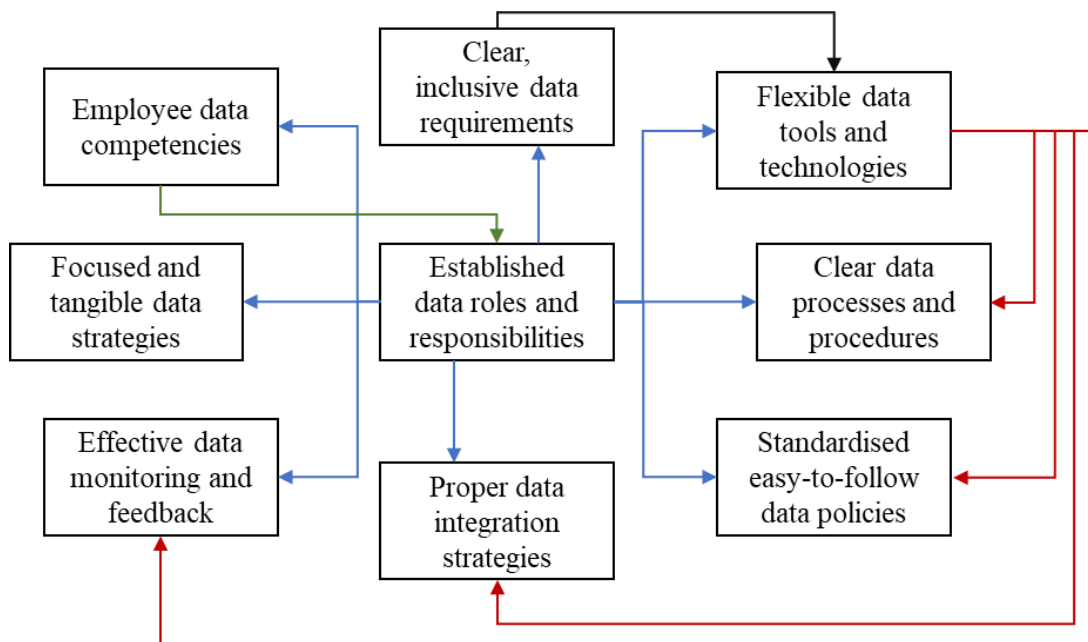 Clear,
inclusive data
requirements
Employee data
competencies
Flexible data
tools and
technologies
Focused and
tangible data
strategies
Established
data roles and
responsibilities
Clear data
processes and
procedures
Effective data
monitoring and
feedback
Proper data
integration
strategies
Standardised
easy-to-follow
data policies